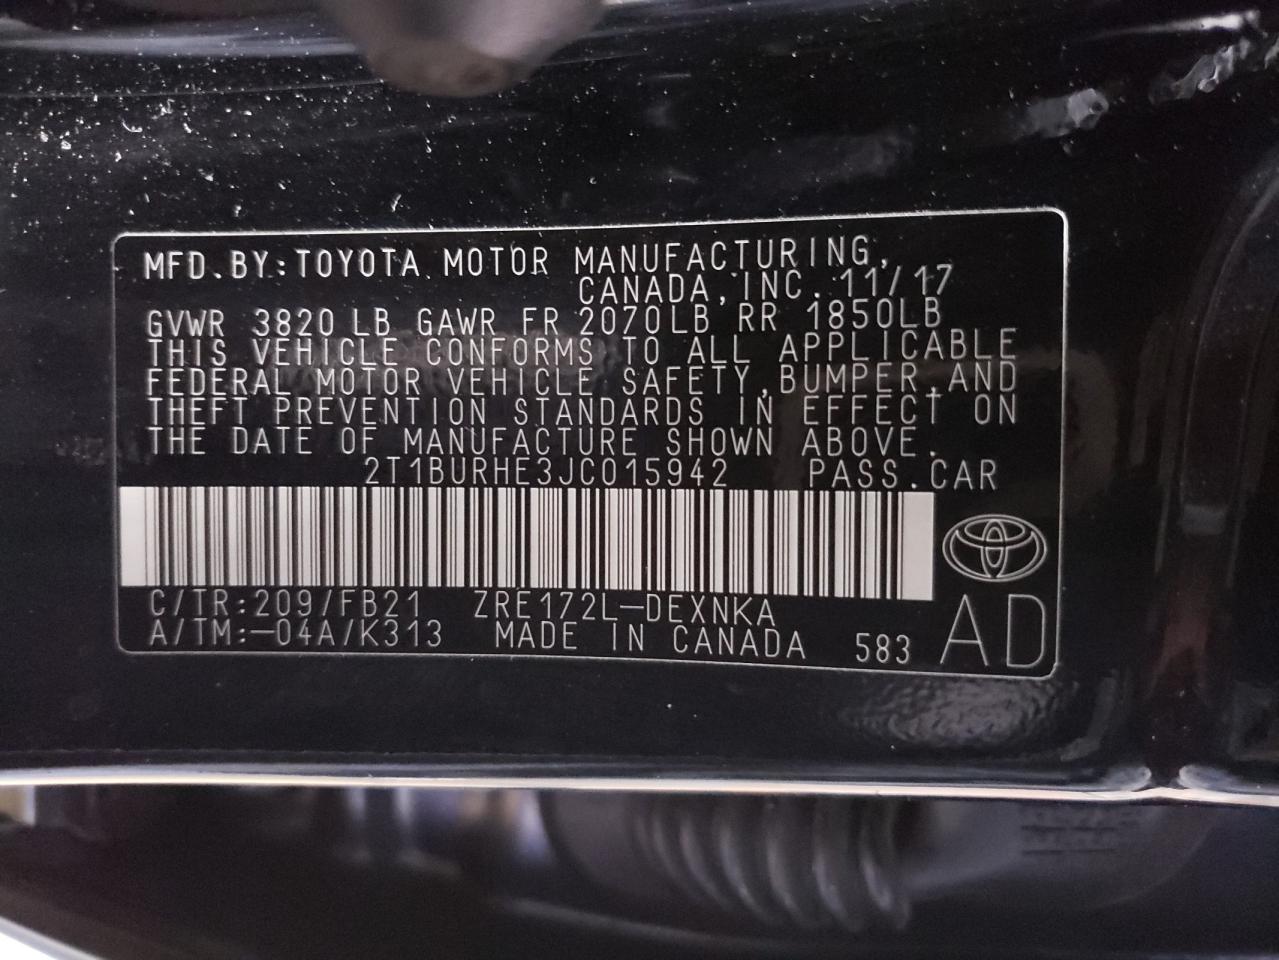 MFD.BY:TOYOTA MOTOR MANUFACTURING,
CANADA,INC. 11/17
GVWR 3820 LB GAWR FR 2070LB RR 1850LB
THIS VEHICLE CONFORMS TO ALL APPLICABLE
FEDERAL MOTOR VEHICLE SAFETY,BUMPER,AND
THEFT PREVENTION STANDARDS IN EFFECT ON
THE DATE OF MANUFACTURE SHOWN ABOVE.
2T1BURHE3JC015942 PASS.CAR
C/TR:209/FB21 ZRE172L-DEXNKA
A/TM:-04A/K313 MADE IN CANADA 583 AD